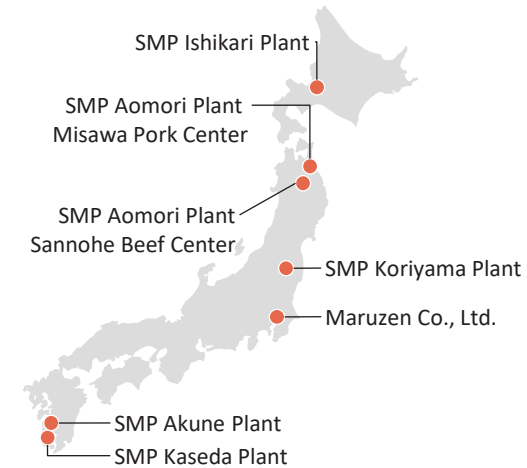 SMP Ishikari Plant
SMP Aomori Plant
Misawa Pork Center
SMP Aomori Plant
Sannohe Beef Center
SMP Koriyama Plant
Maruzen Co., Ltd.
SMP Akune Plant
SMP Kaseda Plant